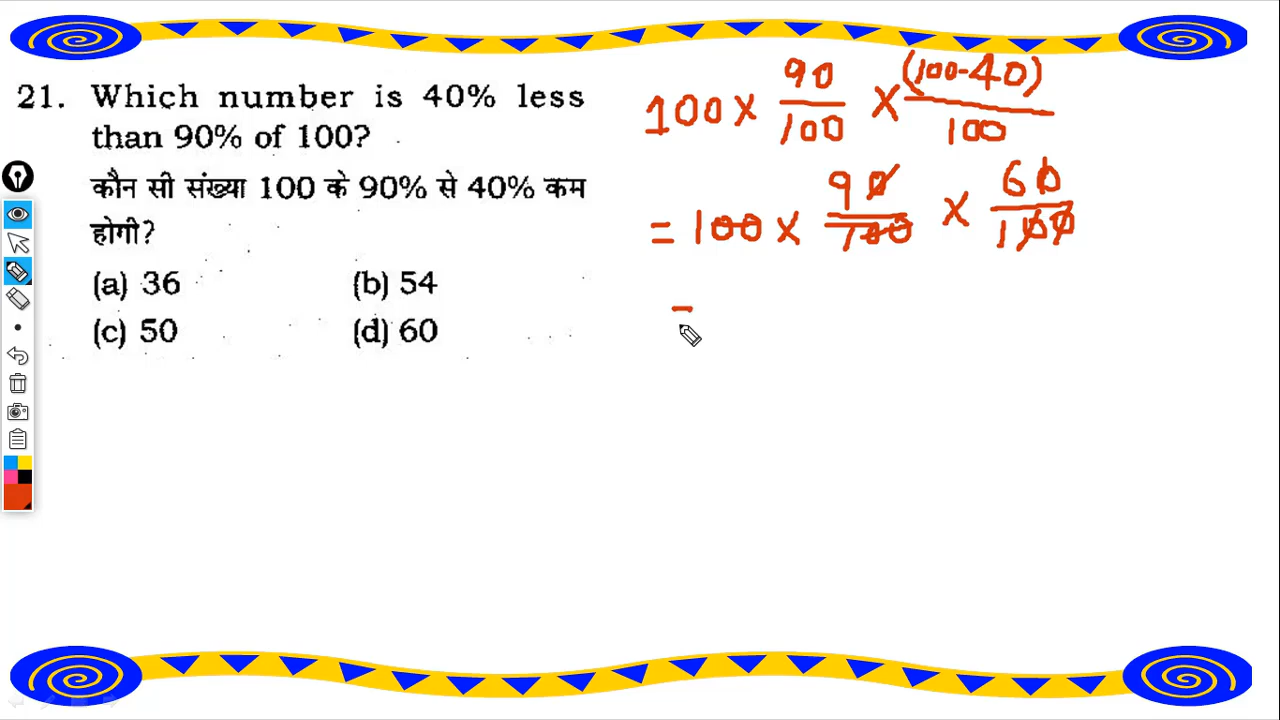 21. Which number is 40% less
than 90% of 100?
कौन सी संख्या 100 के 90% से 40% कम
होगी?
(a) 36 (b) 54
(c) 50 (d) 60
100 × 90/100 × (100-40)/100
= 100 × 90/100 × 60/100